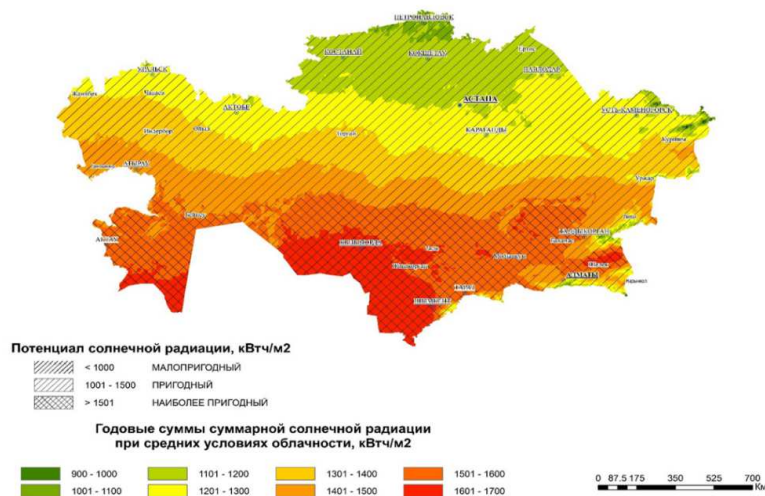 ПЕТРОПАВЛОВСК
КОСТАНАЙ
КОКШЕТАУ
ПАВЛОДАР
УРАЛЬСК
АСТАНА
АКТОБЕ
УСТЬ-КАМЕНОГОРСК
КАРАГАНДЫ
АТЫРАУ
АКТАУ
КЫЗЫЛОРДА
ТАЛДЫКОРГАН
АЛМАТЫ
ТАРАЗ
ШЫМКЕНТ
Потенциал солнечной радиации, кВтч/м2
< 1000 МАЛОПРИГОДНЫЙ
1001 - 1500 ПРИГОДНЫЙ
> 1501 НАИБОЛЕЕ ПРИГОДНЫЙ
Годовые суммы суммарной солнечной радиации
при средних условиях облачности, кВтч/м2
900 - 1000 1101 - 1200 1301 - 1400 1501 - 1600
1001 - 1100 1201 - 1300 1401 - 1500 1601 - 1700
0 87.5 175 350 525 700
Км